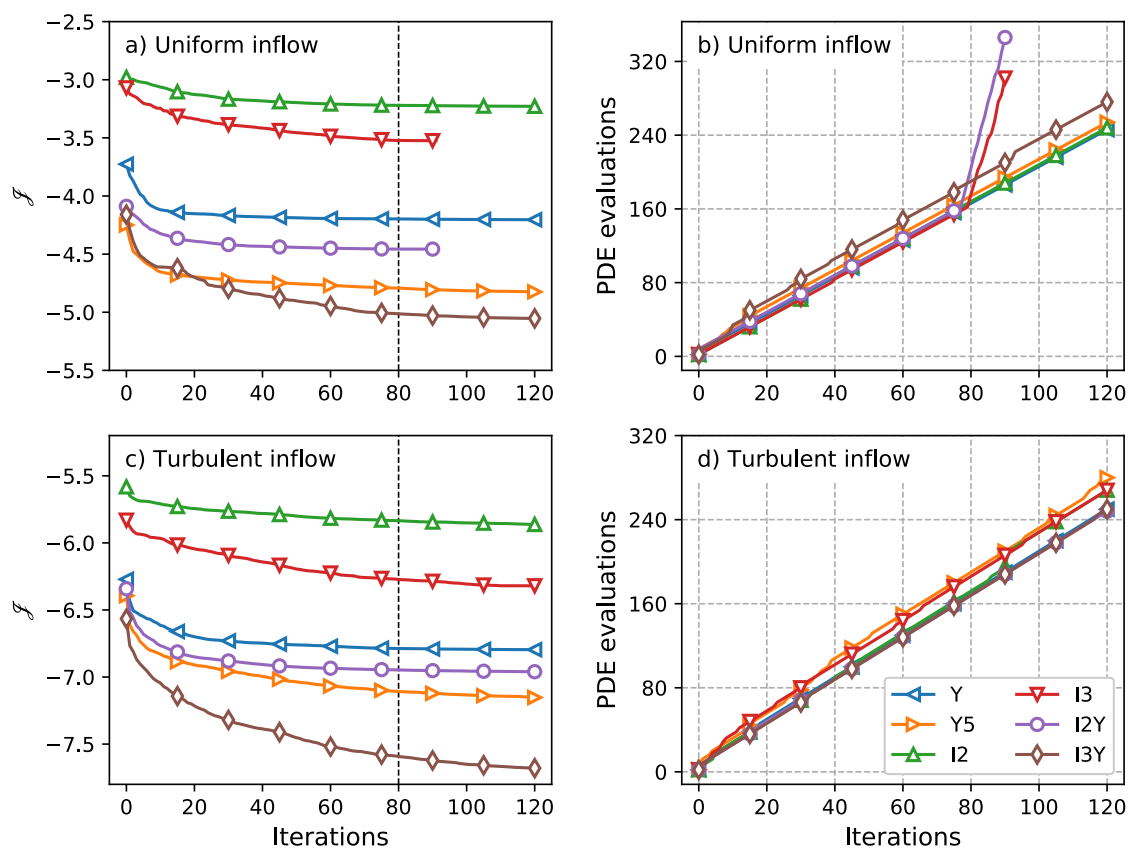 a) Uniform inflow
−2.5
−3.0
−3.5
−4.0
−4.5
−5.0
−5.5
𝒥
0 20 40 60 80 100 120
b) Uniform inflow
320
240
160
80
0
PDE evaluations
0 20 40 60 80 100 120
c) Turbulent inflow
−5.5
−6.0
−6.5
−7.0
−7.5
𝒥
0 20 40 60 80 100 120
Iterations
d) Turbulent inflow
320
240
160
80
0
PDE evaluations
Y I3
Y5 I2Y
I2 I3Y
0 20 40 60 80 100 120
Iterations